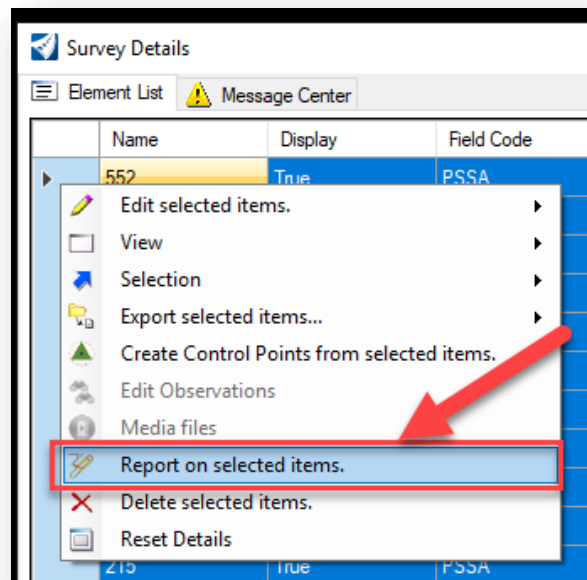 Survey Details
Element List Message Center
Name Display Field Code
552 True PSSA
Edit selected items.
View
Selection
Export selected items...
Create Control Points from selected items.
Edit Observations
Media files
Report on selected items.
Delete selected items.
Reset Details
215 True PSSA